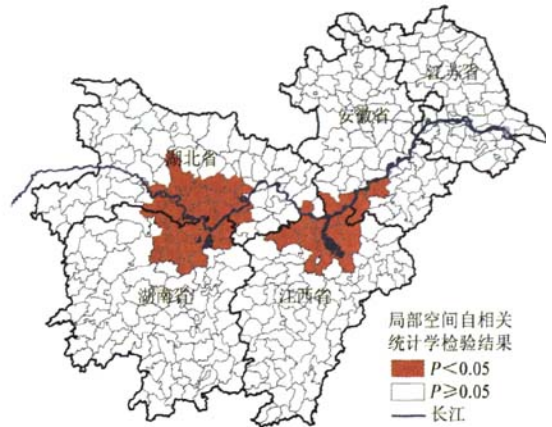 江苏省
安徽省
湖北省
湖南省
江西省
局部空间自相关
统计学检验结果
P<0.05
P≥0.05
长江